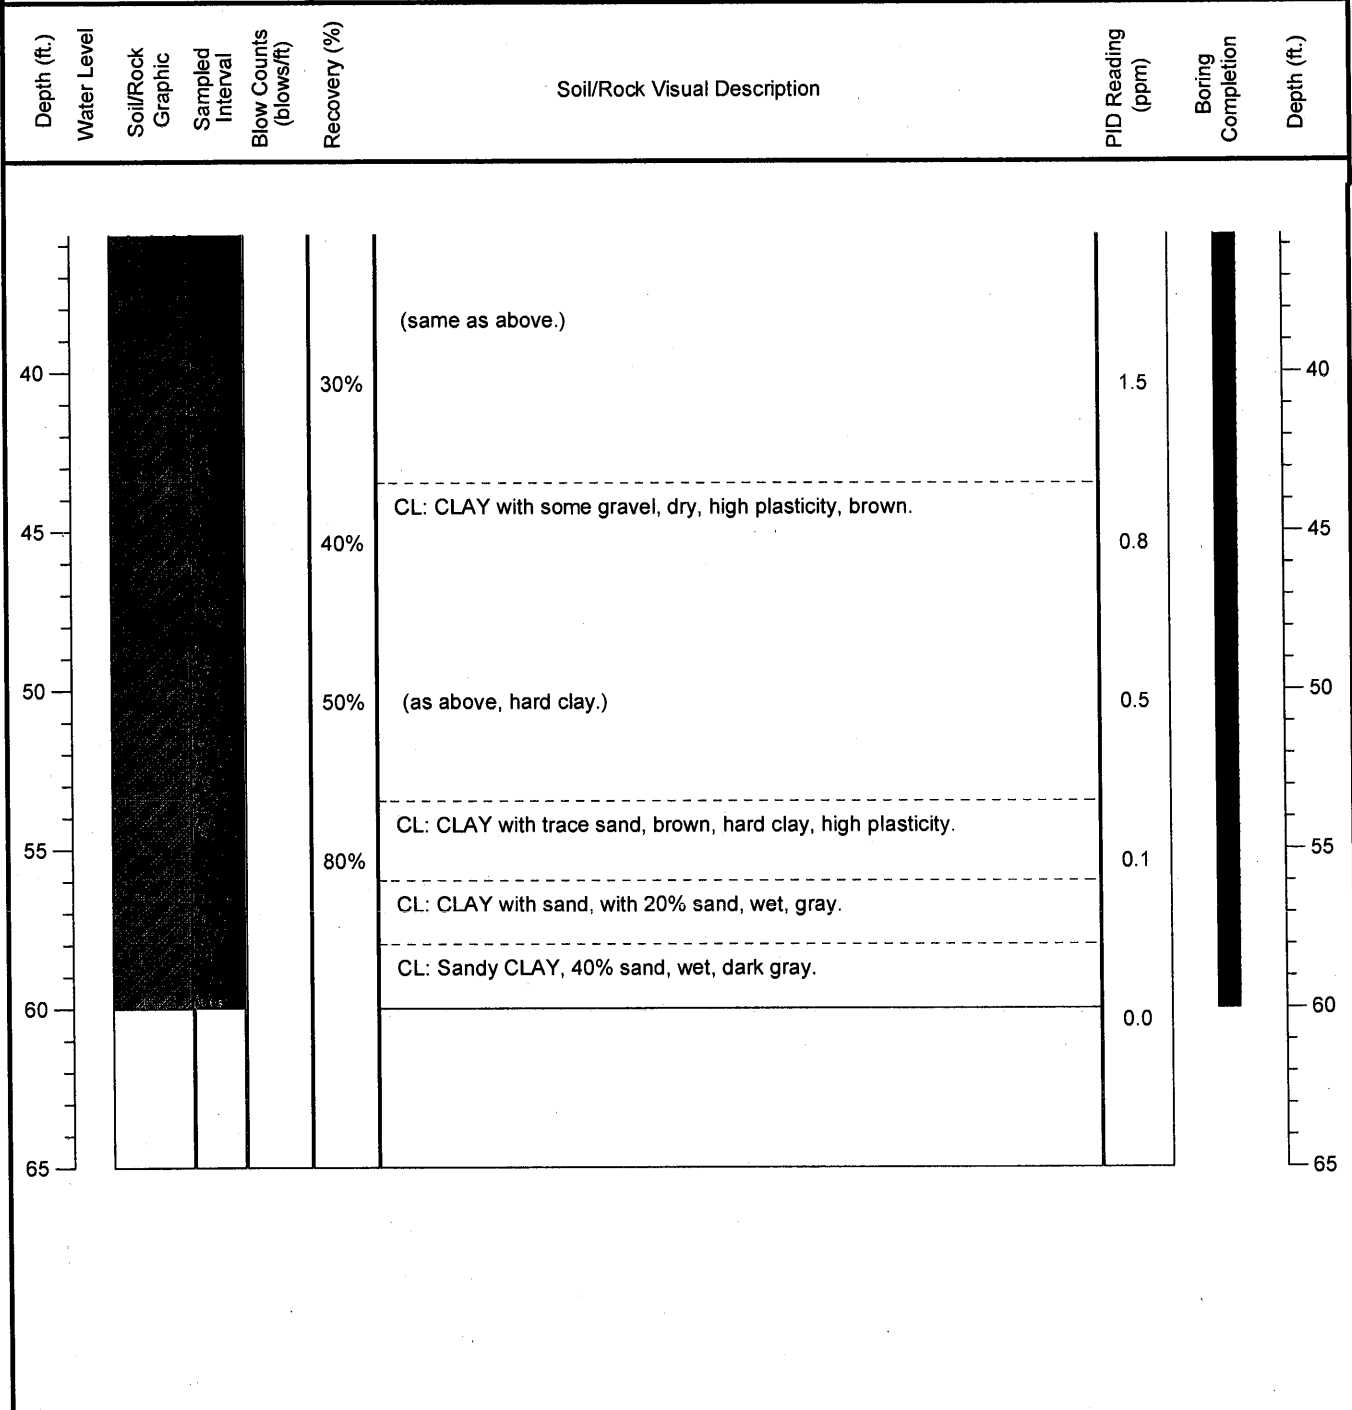 Depth (ft.)
Water Level
Soil/Rock
Graphic
Sampled
Interval
Blow Counts
(blows/ft)
Recovery (%)
Soil/Rock Visual Description
PID Reading
(ppm)
Boring
Completion
Depth (ft.)
(same as above.)
40 30% 1.5 40
CL: CLAY with some gravel, dry, high plasticity, brown.
45 40% 0.8 45
50 50% (as above, hard clay.) 0.5 50
CL: CLAY with trace sand, brown, hard clay, high plasticity.
55 80% 0.1 55
CL: CLAY with sand, with 20% sand, wet, gray.
CL: Sandy CLAY, 40% sand, wet, dark gray.
60 0.0 60
65 65